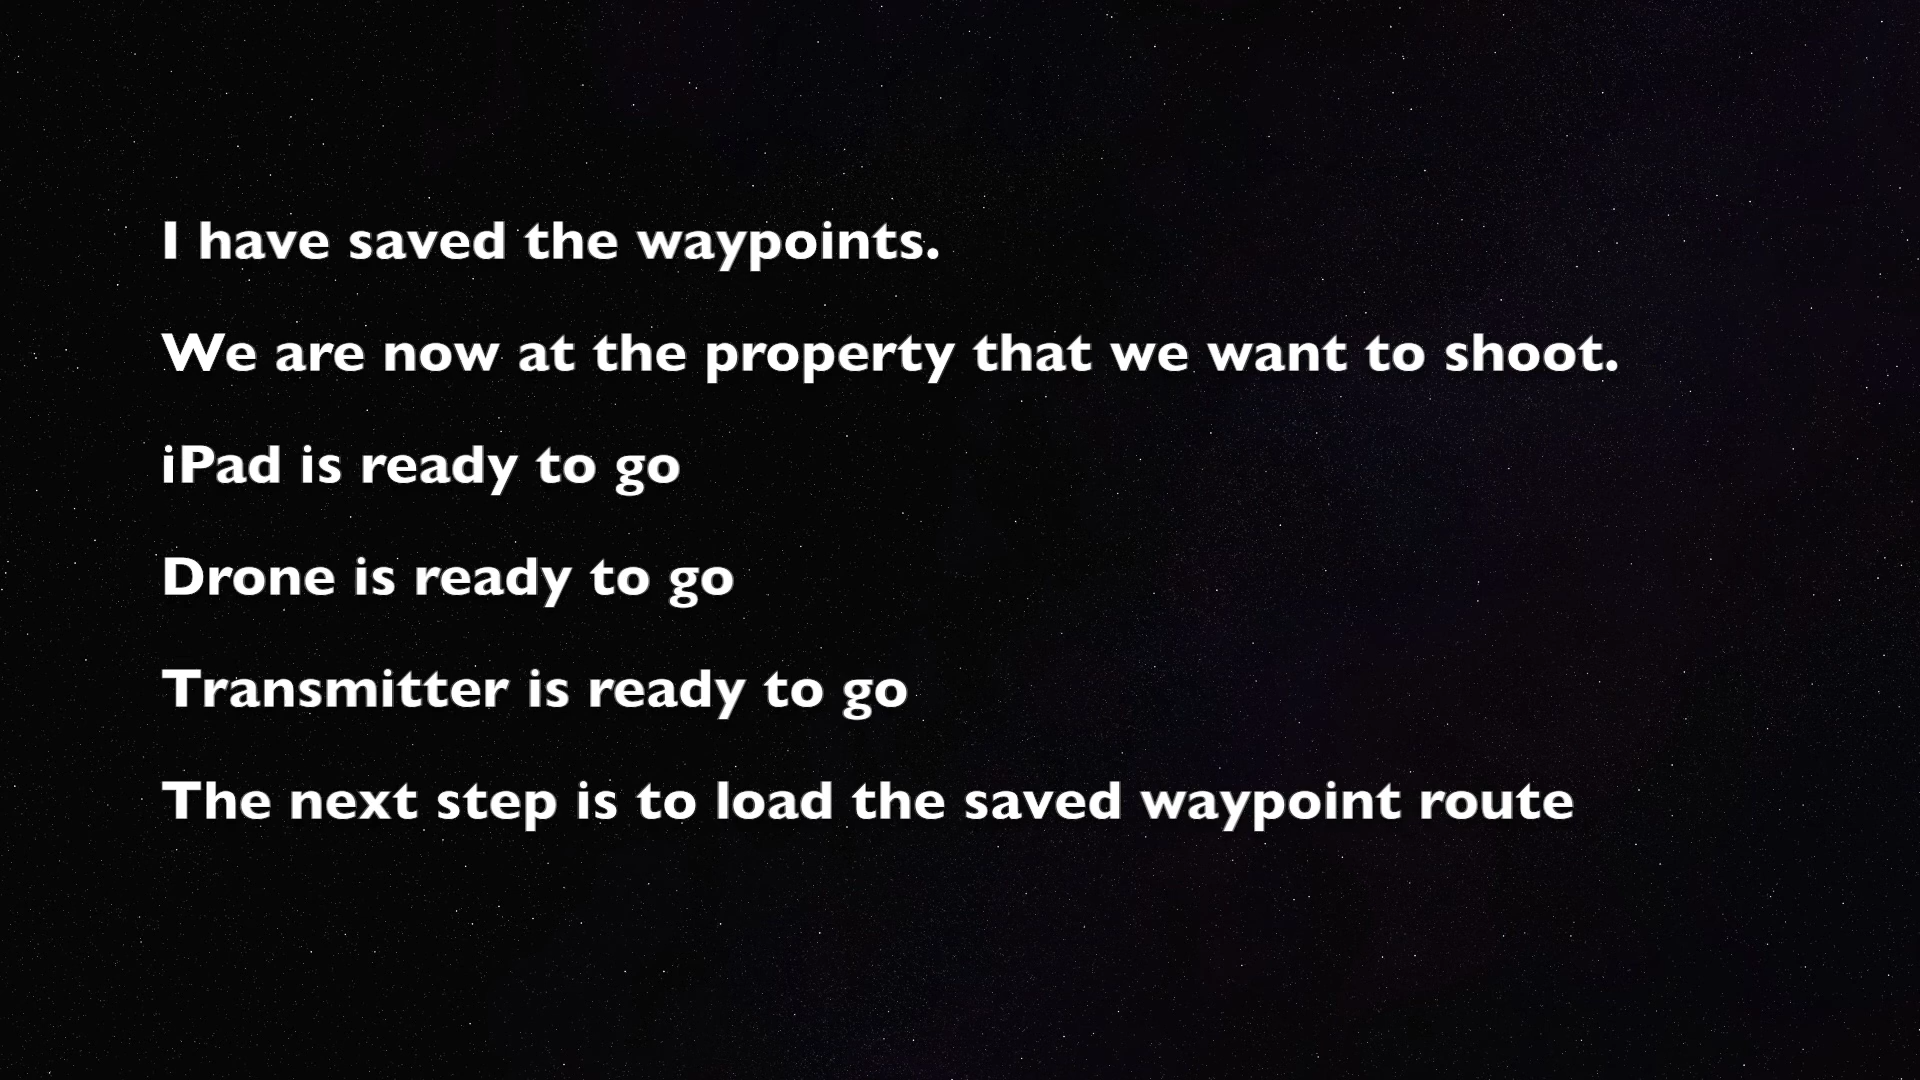 I have saved the waypoints.
We are now at the property that we want to shoot.
iPad is ready to go
Drone is ready to go
Transmitter is ready to go
The next step is to load the saved waypoint route